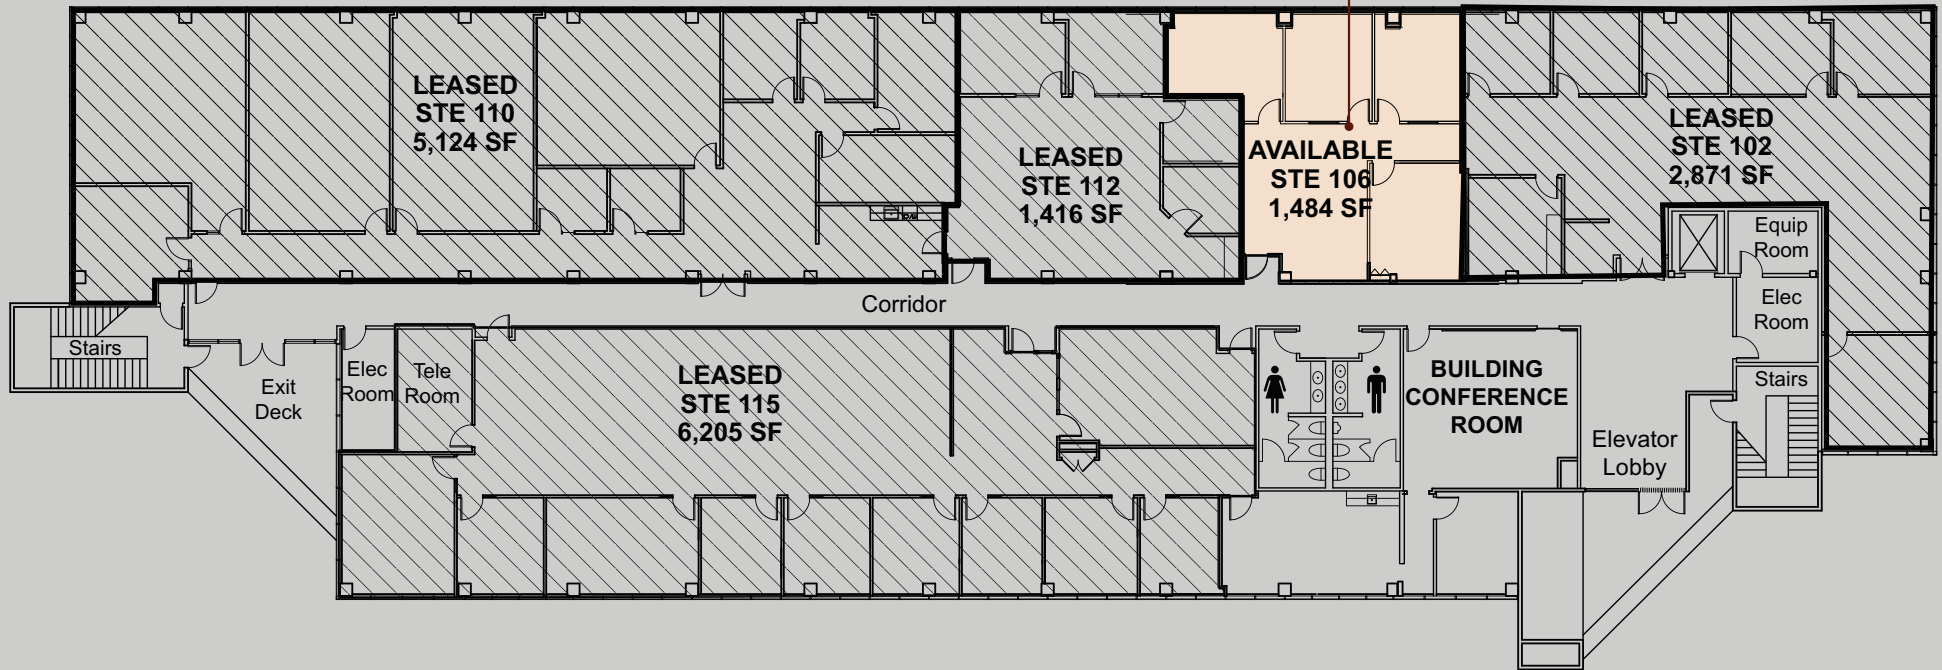 LEASED
STE 110
5,124 SF
LEASED
STE 112
1,416 SF
AVAILABLE
STE 106
1,484 SF
LEASED
STE 102
2,871 SF
Equip
Room
Elec
Room
Corridor
Stairs
Exit
Deck
Elec
Room
Tele
Room
LEASED
STE 115
6,205 SF
BUILDING
CONFERENCE
ROOM
Elevator
Lobby
Stairs